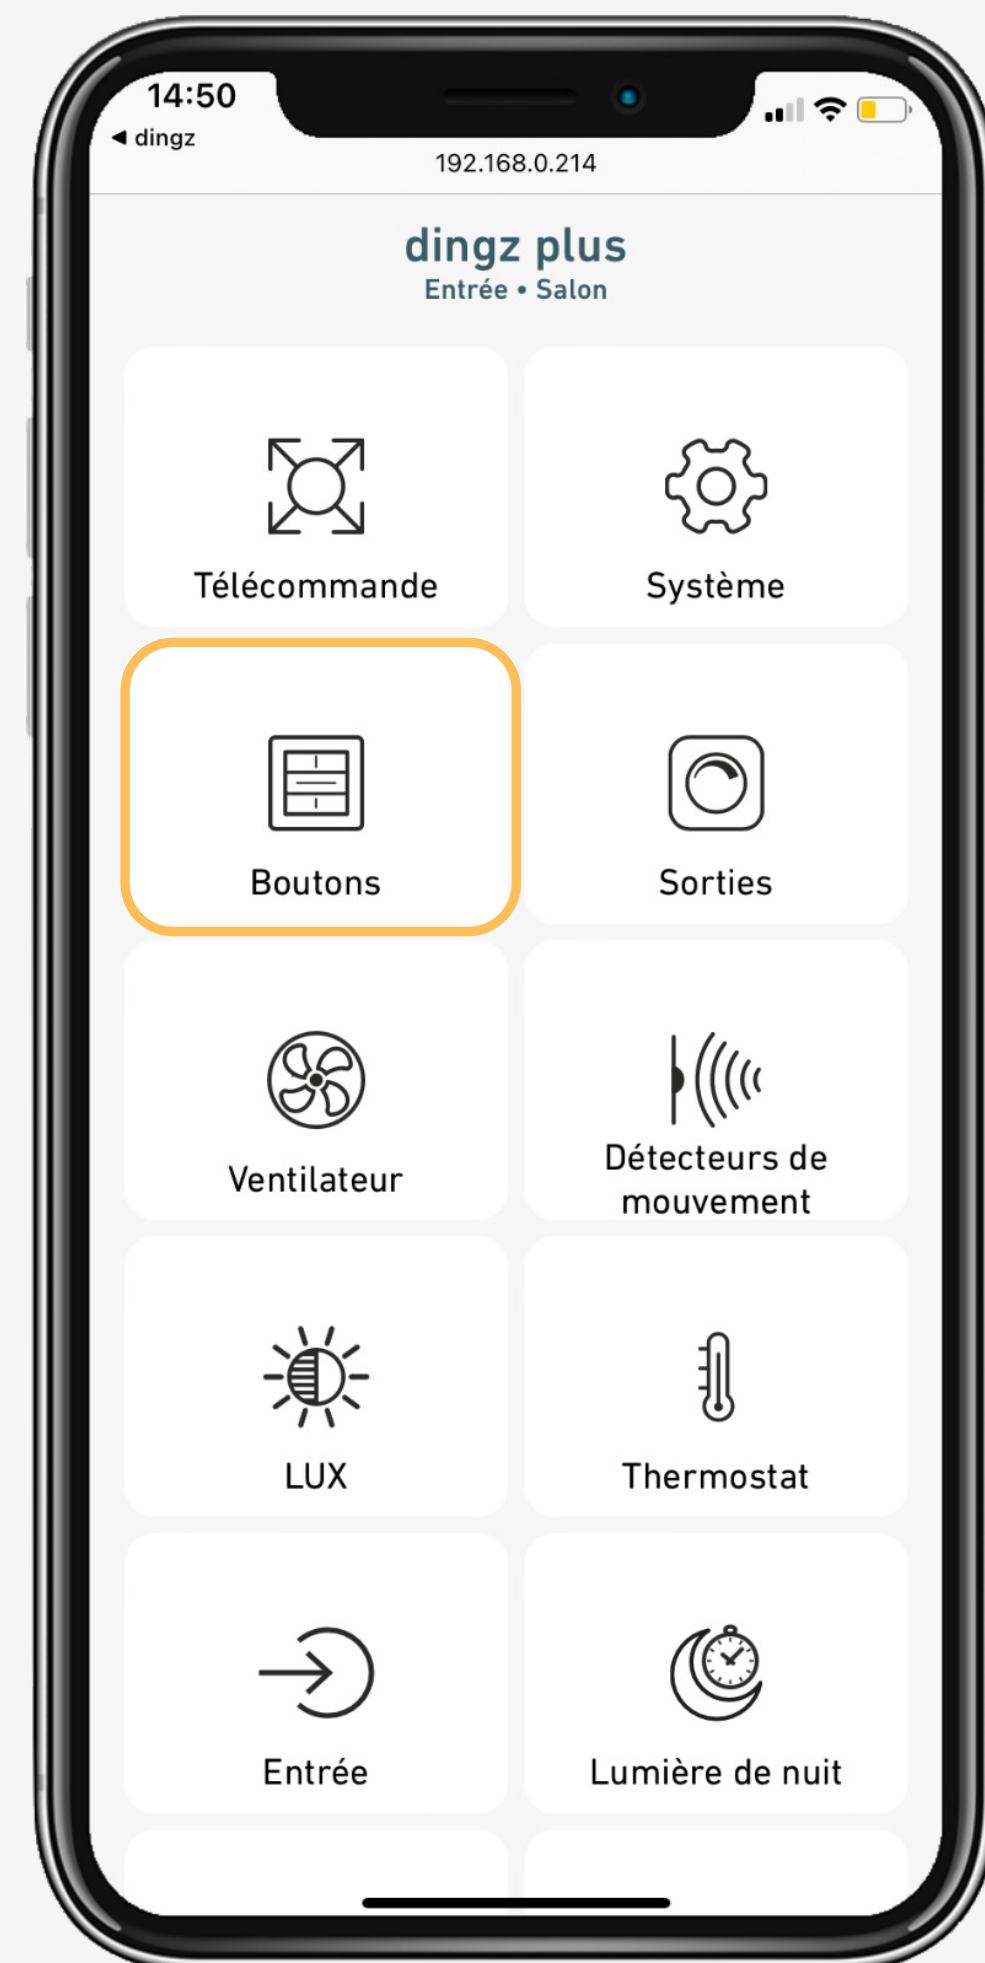 14:50
◀ dingz
192.168.0.214
dingz plus
Entrée • Salon
Télécommande
Système
Boutons
Sorties
Ventilateur
Détecteurs de
mouvement
LUX
Thermostat
Entrée
Lumière de nuit